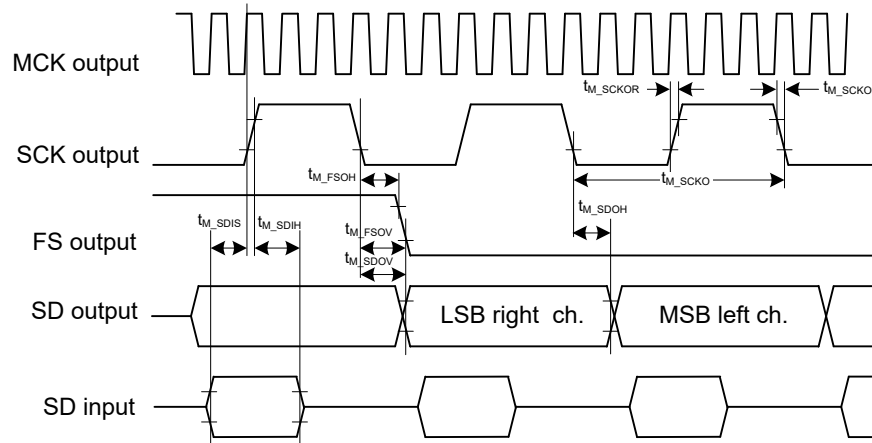 MCK output
tM_SCKOR
tM_SCKO
SCK output
tM_FSOH
tM_SCKO
tM_SDIS
tM_SDIH
tM_FSOV
tM_SDOH
FS output
tM_SDOV
SD output
LSB right ch.
MSB left ch.
SD input